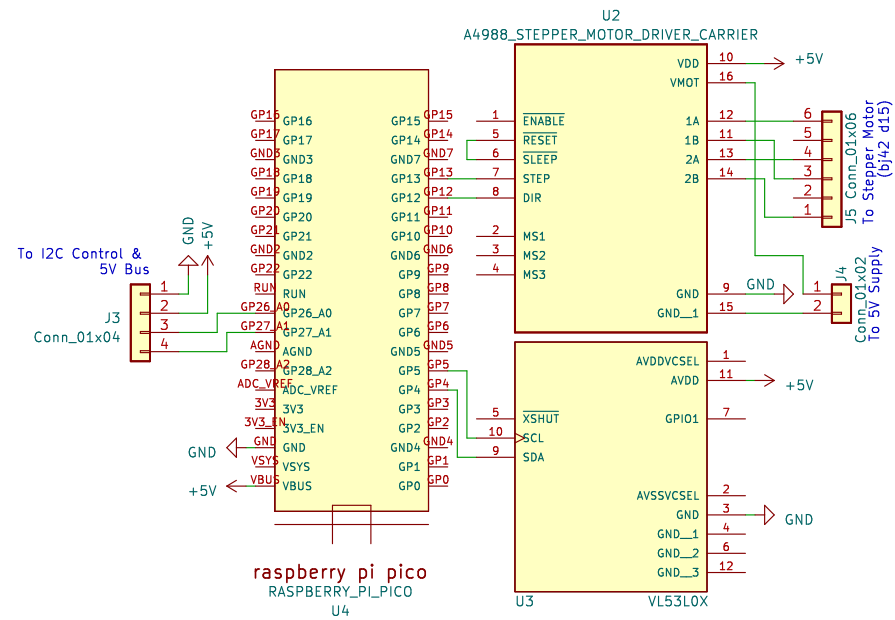 U2
A4988_STEPPER_MOTOR_DRIVER_CARRIER
VDD 10 +5V
VMOT 16
1 ENABLE
5 RESET
6 SLEEP
7 STEP
8 DIR
2 MS1
3 MS2
4 MS3
1A 12
1B 11
2A 13
2B 14
GND 9 GND
GND__1 15
6
5
4
3
2
1
J5 Conn_01x06
To Stepper Motor
(bj42 d15)
1
2
J4
Conn_01x02
To 5V Supply
GP16 GP16
GP17 GP17
GND3 GND3
GP18 GP18
GP19 GP19
GP20 GP20
GP21 GP21
GND2 GND2
GP22 GP22
RUN RUN
GP26_A0 GP26_A0
GP27_A1 GP27_A1
AGND AGND
GP28_A2 GP28_A2
ADC_VREF ADC_VREF
3V3 3V3
3V3_EN 3V3_EN
GND GND GND
VSYS VSYS
+5V VBUS VBUS
GP15 GP15
GP14 GP14
GND7 GND7
GP13 GP13
GP12 GP12
GP11 GP11
GP10 GP10
GND6 GND6
GP9 GP9
GP8 GP8
GP7 GP7
GP6 GP6
GND5 GND5
GP5 GP5
GP4 GP4
GP3 GP3
GP2 GP2
GND4 GND4
GP1 GP1
GP0 GP0
raspberry pi pico
RASPBERRY_PI_PICO
U4
GND
+5V
To I2C Control &
5V Bus
1
2
3
4
J3
Conn_01x04
AVDDVCSEL 1
AVDD 11 +5V
5 XSHUT
10 SCL
9 SDA
GPIO1 7
AVSSVCSEL 2
GND 3 GND
GND__1 4
GND__2 6
GND__3 12
U3
VL53L0X